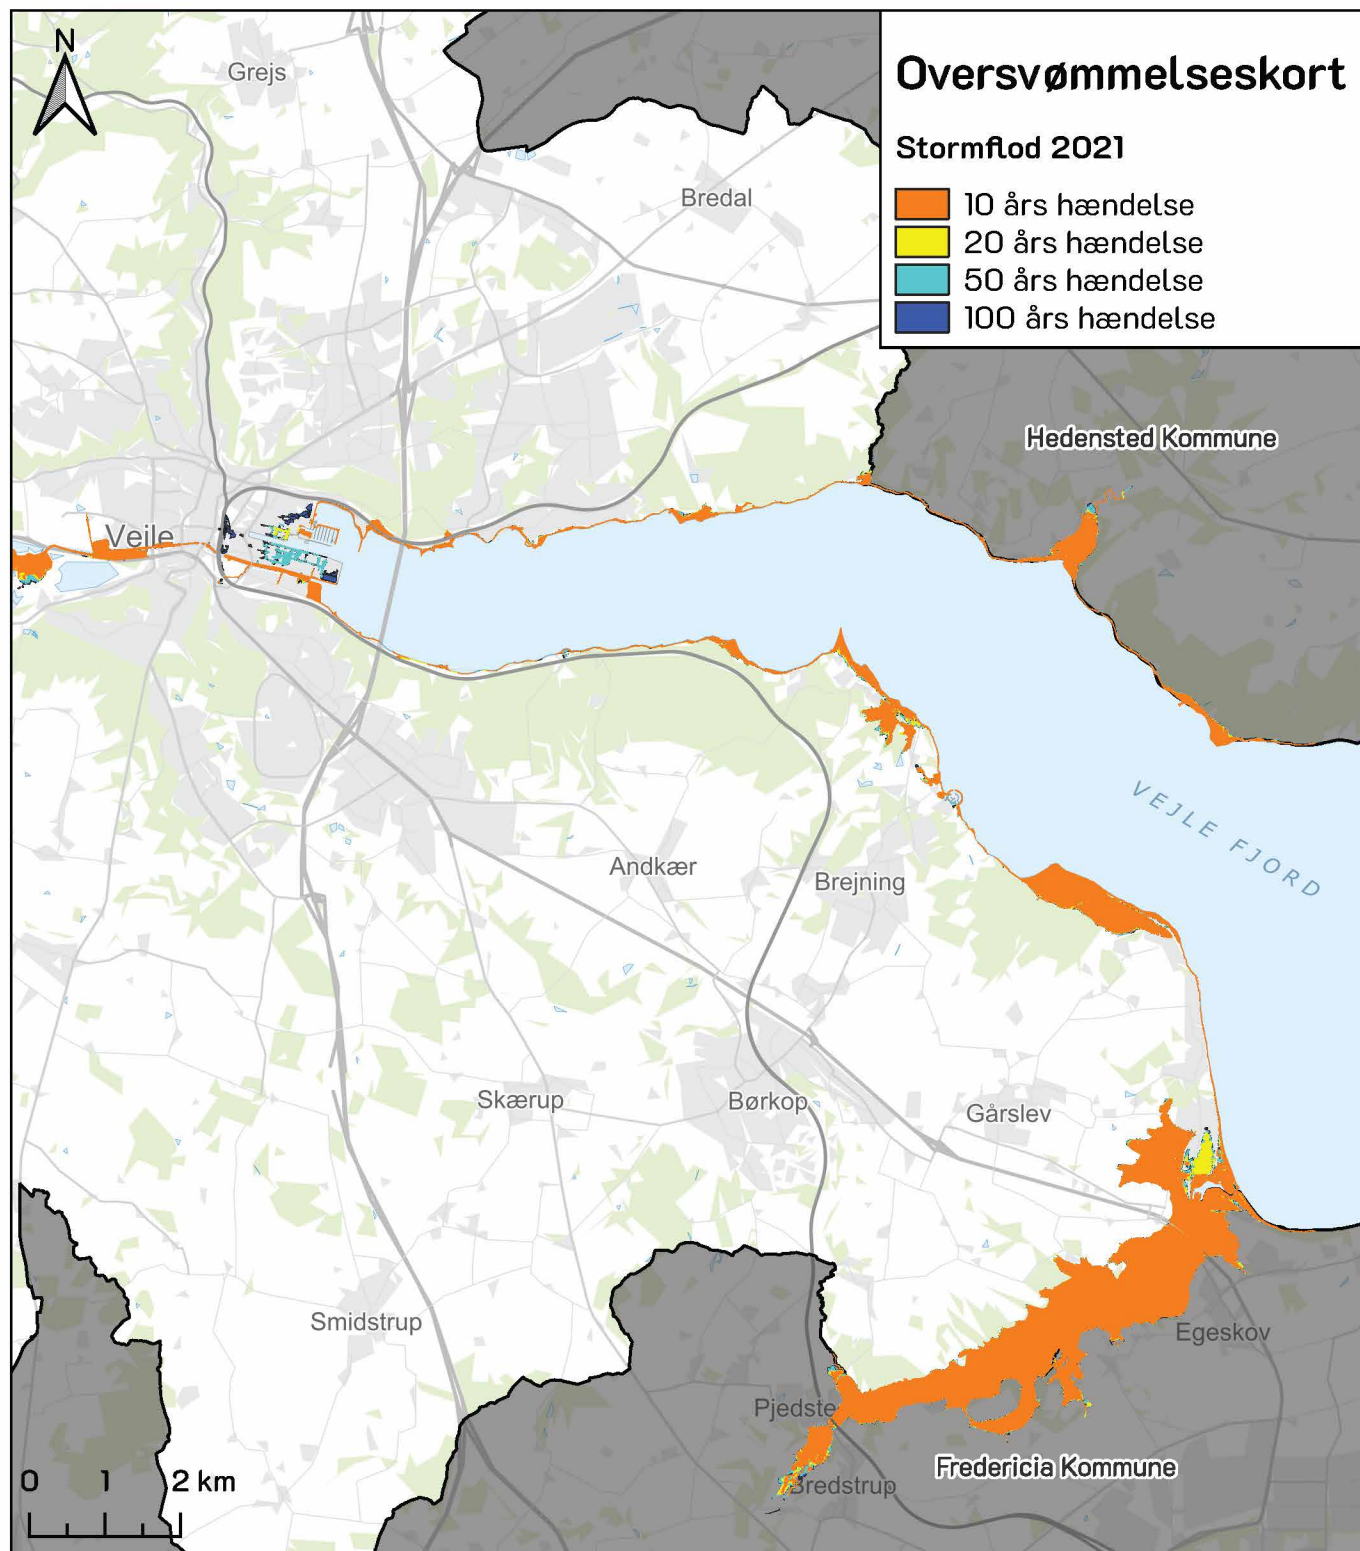 N
Oversvømmelseskort
Stormflod 2021
10 års hændelse
20 års hændelse
50 års hændelse
100 års hændelse
Grejs
Bredal
Hedensted Kommune
Vejle
VEJLE FJORD
Andkær
Brejning
Skærup
Børkop
Gårslev
Smidstrup
Egeskov
Pjedste
Fredericia Kommune
Bredstrup
0 1 2 km